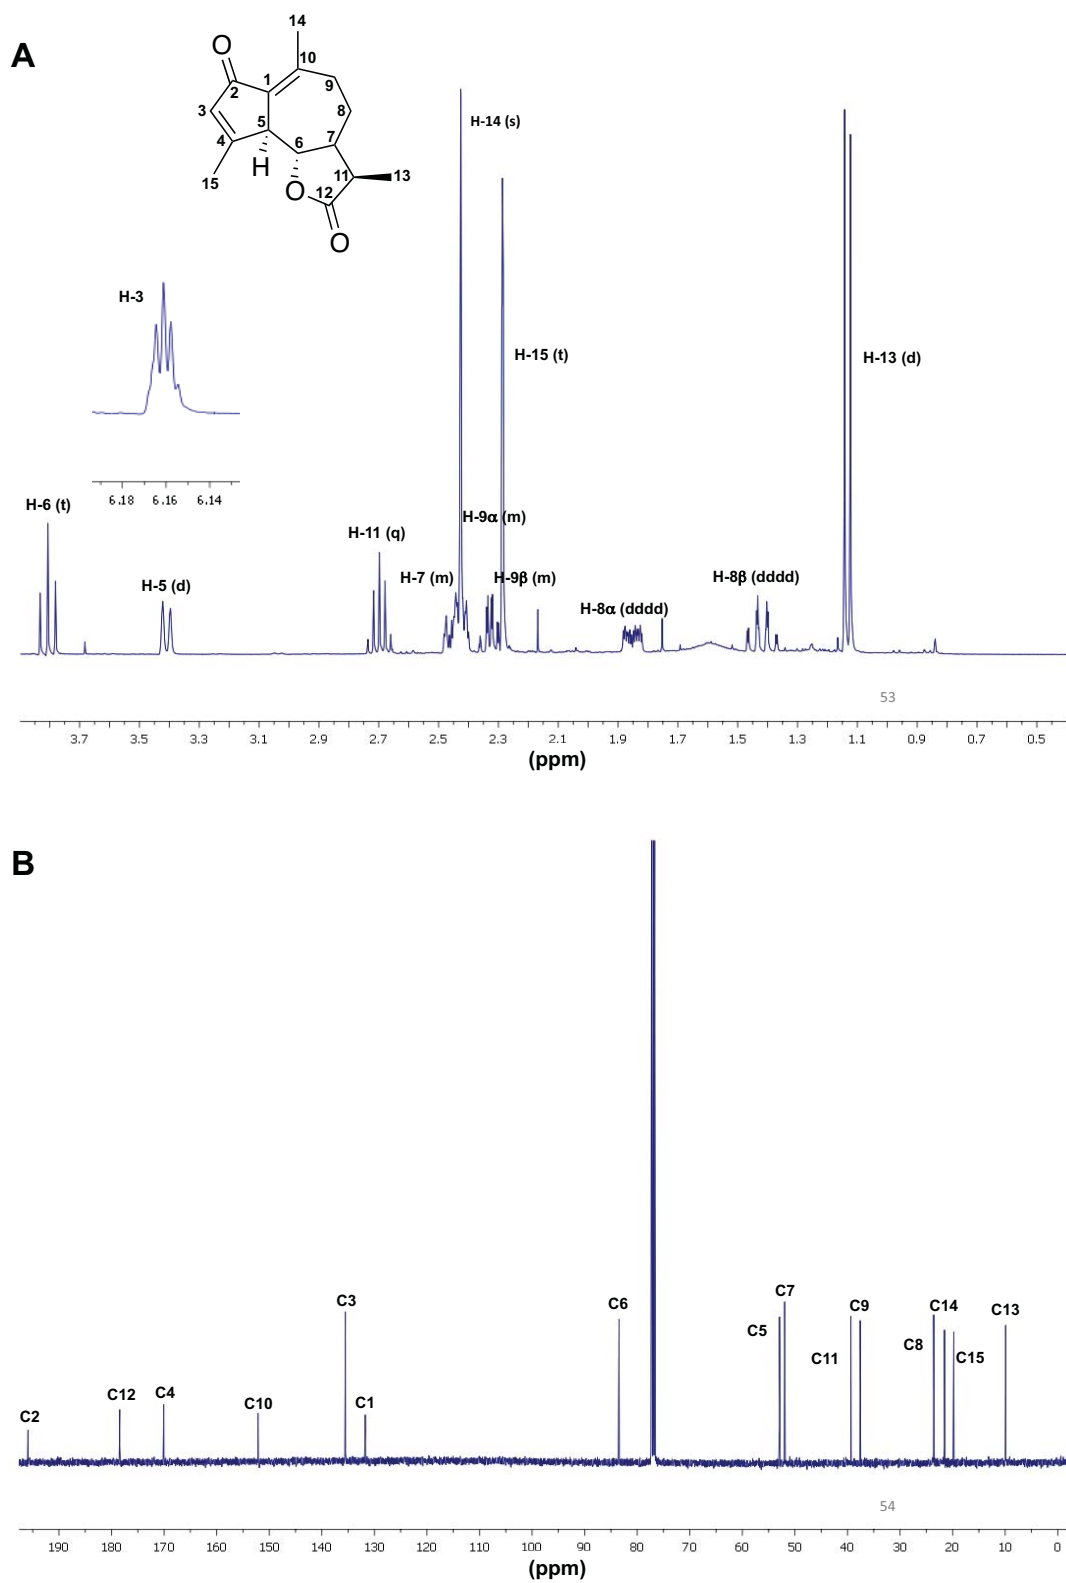 A
14
O
10
1
2
9
3
8
5
7
4
6
H
11
13
15
O
12
O
H-14 (s)
H-3
H-15 (t)
H-13 (d)
6.18 6.16 6.14
H-6 (t)
H-9α (m)
H-11 (q)
H-5 (d)
H-7 (m)
H-9β (m)
H-8β (dddd)
H-8α (dddd)
53
3.7 3.5 3.3 3.1 2.9 2.7 2.5 2.3 2.1 1.9 1.7 1.5 1.3 1.1 0.9 0.7 0.5
(ppm)
B
C7
C3
C6
C9
C14
C13
C5
C8
C11
C15
C12
C4
C10
C1
C2
54
190 180 170 160 150 140 130 120 110 100 90 80 70 60 50 40 30 20 10 0
(ppm)